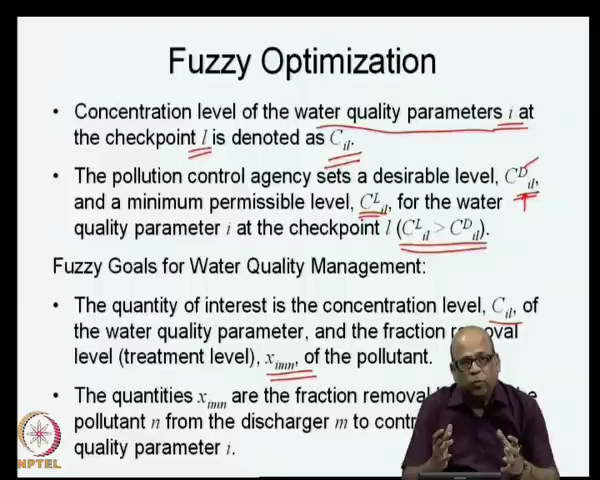 Fuzzy Optimization
• Concentration level of the water quality parameters i at
the checkpoint l is denoted as C_il.
• The pollution control agency sets a desirable level, C^D_il,
and a minimum permissible level, C^L_il, for the water
quality parameter i at the checkpoint l (C^L_il > C^D_il).
Fuzzy Goals for Water Quality Management:
• The quantity of interest is the concentration level, C_il, of
the water quality parameter, and the fraction removal
level (treatment level), x_imn, of the pollutant.
• The quantities x_imn are the fraction removal
pollutant n from the discharger m to
quality parameter i.
NPTEL